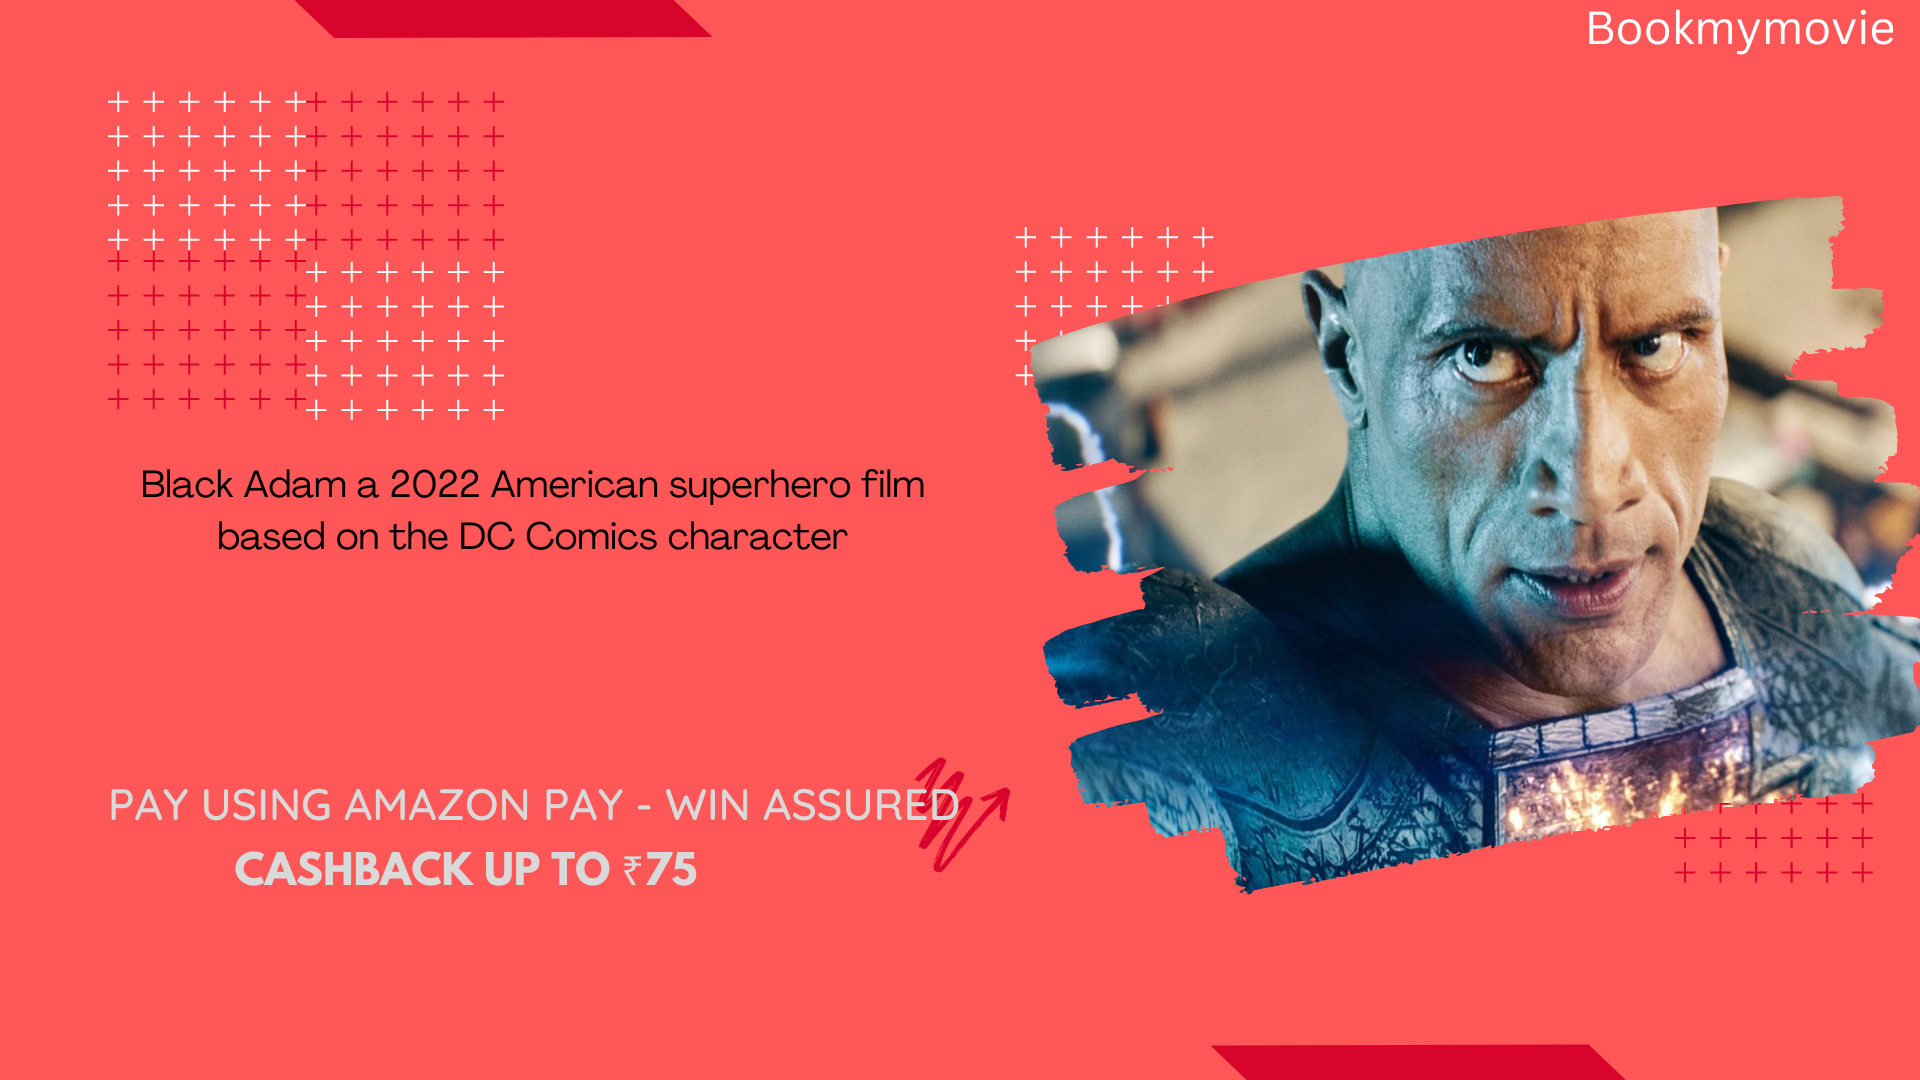 Bookmymovie
Black Adam a 2022 American superhero film
based on the DC Comics character
PAY USING AMAZON PAY - WIN ASSURED
CASHBACK UP TO ₹75